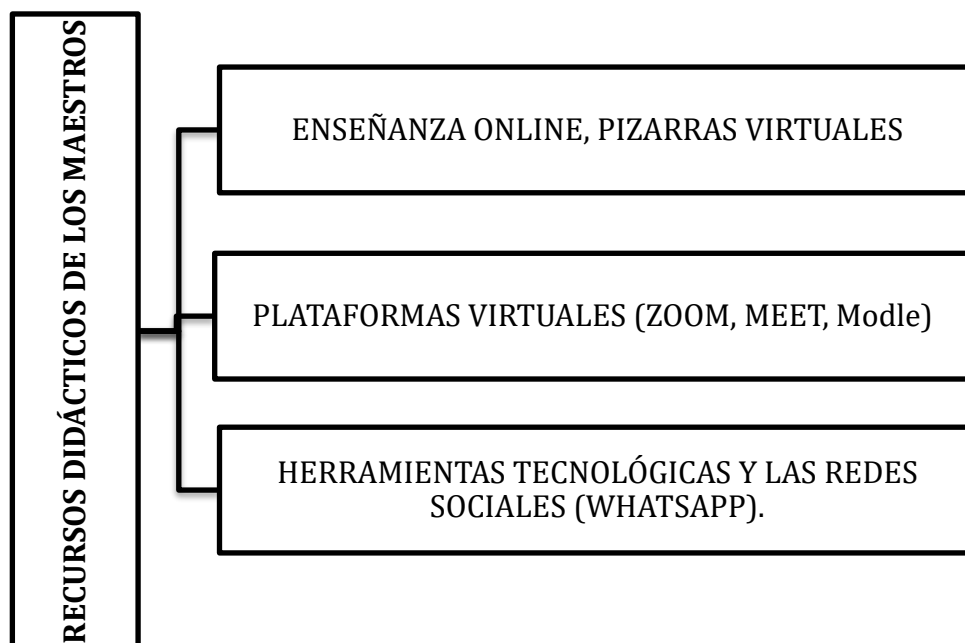 RECURSOS DIDÁCTICOS DE LOS MAESTROS
ENSEÑANZA ONLINE, PIZARRAS VIRTUALES
PLATAFORMAS VIRTUALES (ZOOM, MEET, Modle)
HERRAMIENTAS TECNOLÓGICAS Y LAS REDES
SOCIALES (WHATSAPP).